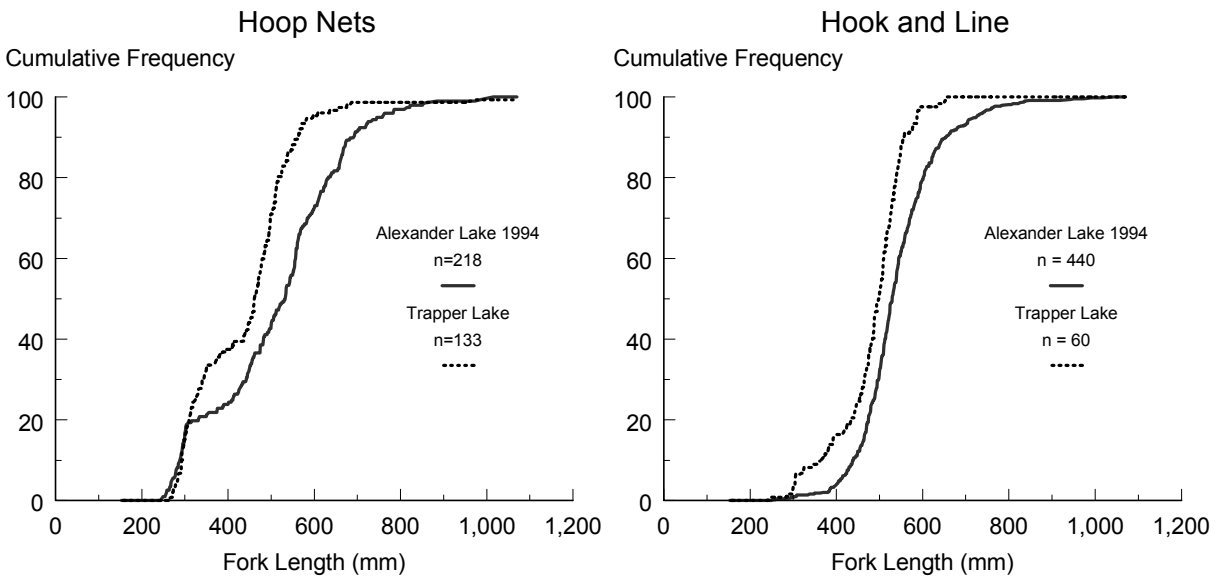 Hoop Nets
Cumulative Frequency
100
80
60
40
20
0
0 200 400 600 800 1,000 1,200
Fork Length (mm)
Alexander Lake 1994
n=218
Trapper Lake
n=133
Hook and Line
Cumulative Frequency
100
80
60
40
20
0
0 200 400 600 800 1,000 1,200
Fork Length (mm)
Alexander Lake 1994
n = 440
Trapper Lake
n = 60